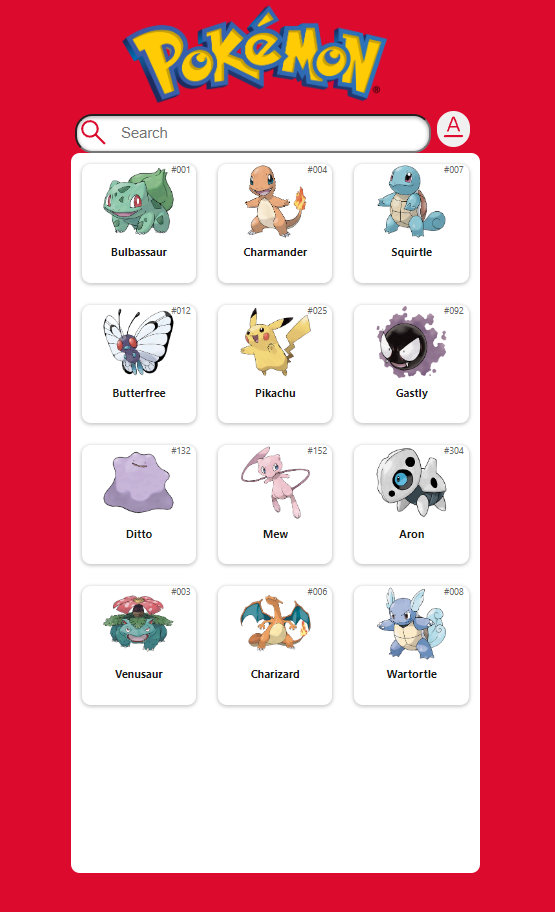 POKéMON
®
Search
A
#001 #004 #007
Bulbassaur Charmander Squirtle
#012 #025 #092
Butterfree Pikachu Gastly
#132 #152 #304
Ditto Mew Aron
#003 #006 #008
Venusaur Charizard Wartortle